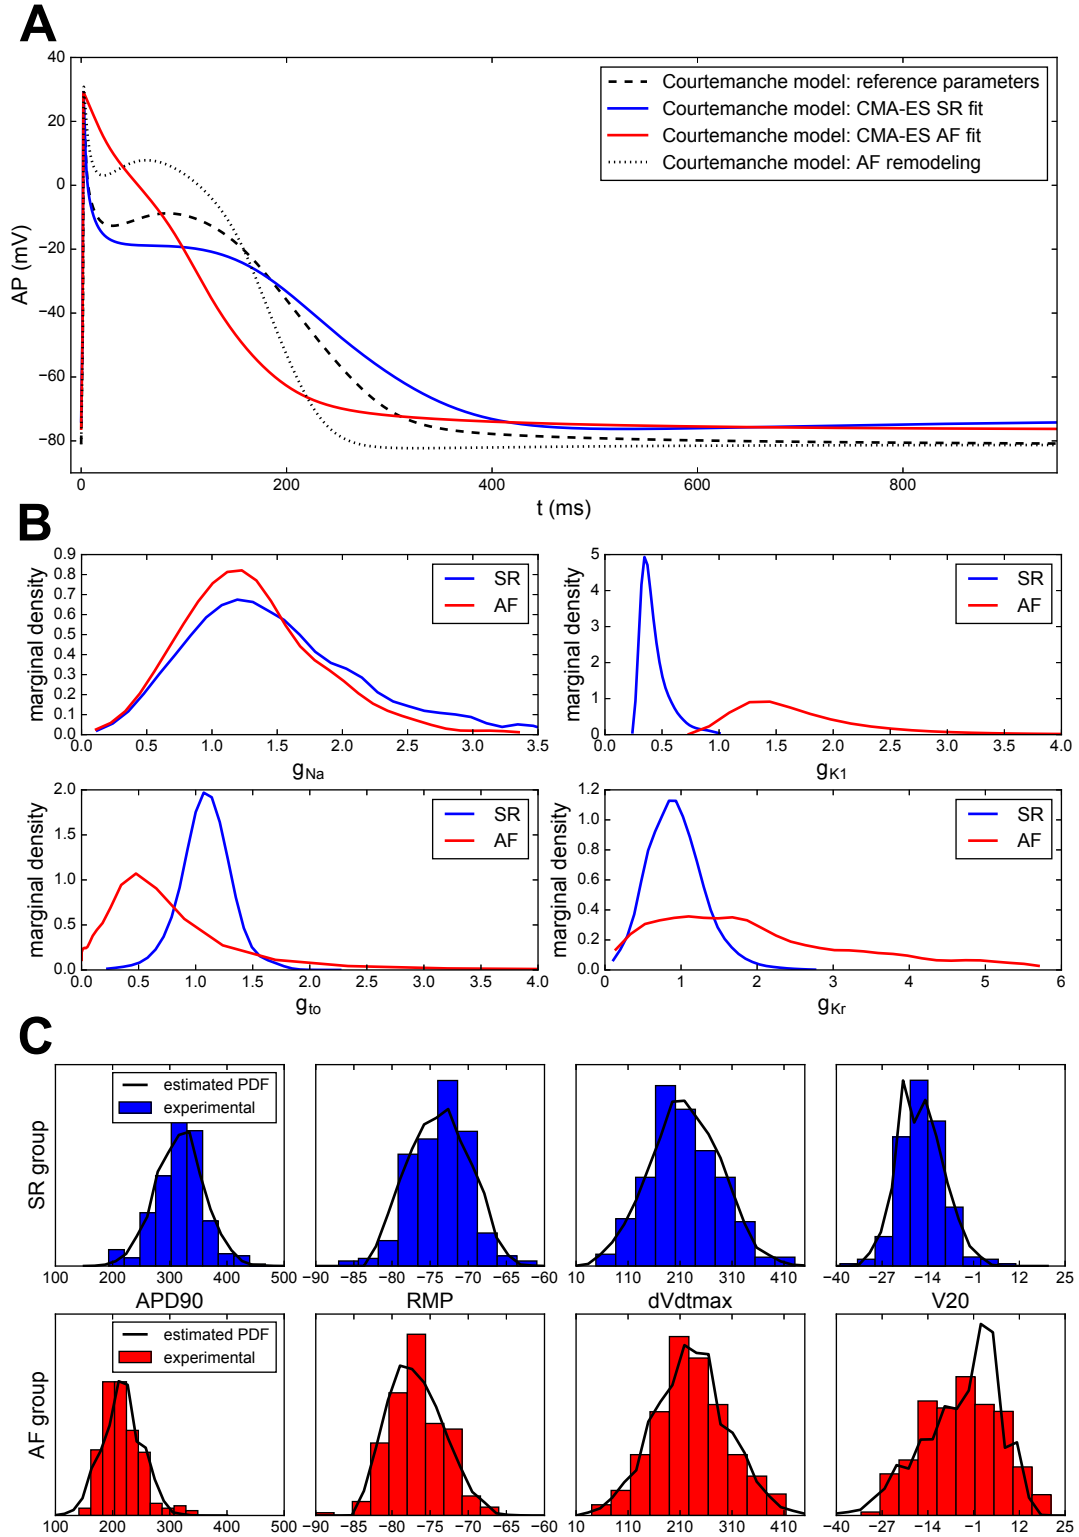 A
40
20
0
−20
−40
−60
−80
AP (mV)
Courtemanche model: reference parameters
Courtemanche model: CMA-ES SR fit
Courtemanche model: CMA-ES AF fit
Courtemanche model: AF remodeling
0 200 400 600 800
t (ms)
B
0.9
0.8
0.7
0.6
0.5
0.4
0.3
0.2
0.1
0.0
marginal density
SR
AF
0.0 0.5 1.0 1.5 2.0 2.5 3.0 3.5
gNa
5
4
3
2
1
0
marginal density
SR
AF
0.0 0.5 1.0 1.5 2.0 2.5 3.0 3.5 4.0
gK1
2.0
1.5
1.0
0.5
0.0
marginal density
SR
AF
0.0 0.5 1.0 1.5 2.0 2.5 3.0 3.5 4.0
gto
1.2
1.0
0.8
0.6
0.4
0.2
0.0
marginal density
SR
AF
0 1 2 3 4 5 6
gKr
C
SR group
estimated PDF
experimental
100 200 300 400 500
−90 −85 −80 −75 −70 −65 −60
10 110 210 310 410
−40 −27 −14 −1 12 25
APD90 RMP dVdtmax V20
AF group
estimated PDF
experimental
100 200 300 400 500
−90 −85 −80 −75 −70 −65 −60
10 110 210 310 410
−40 −27 −14 −1 12 25